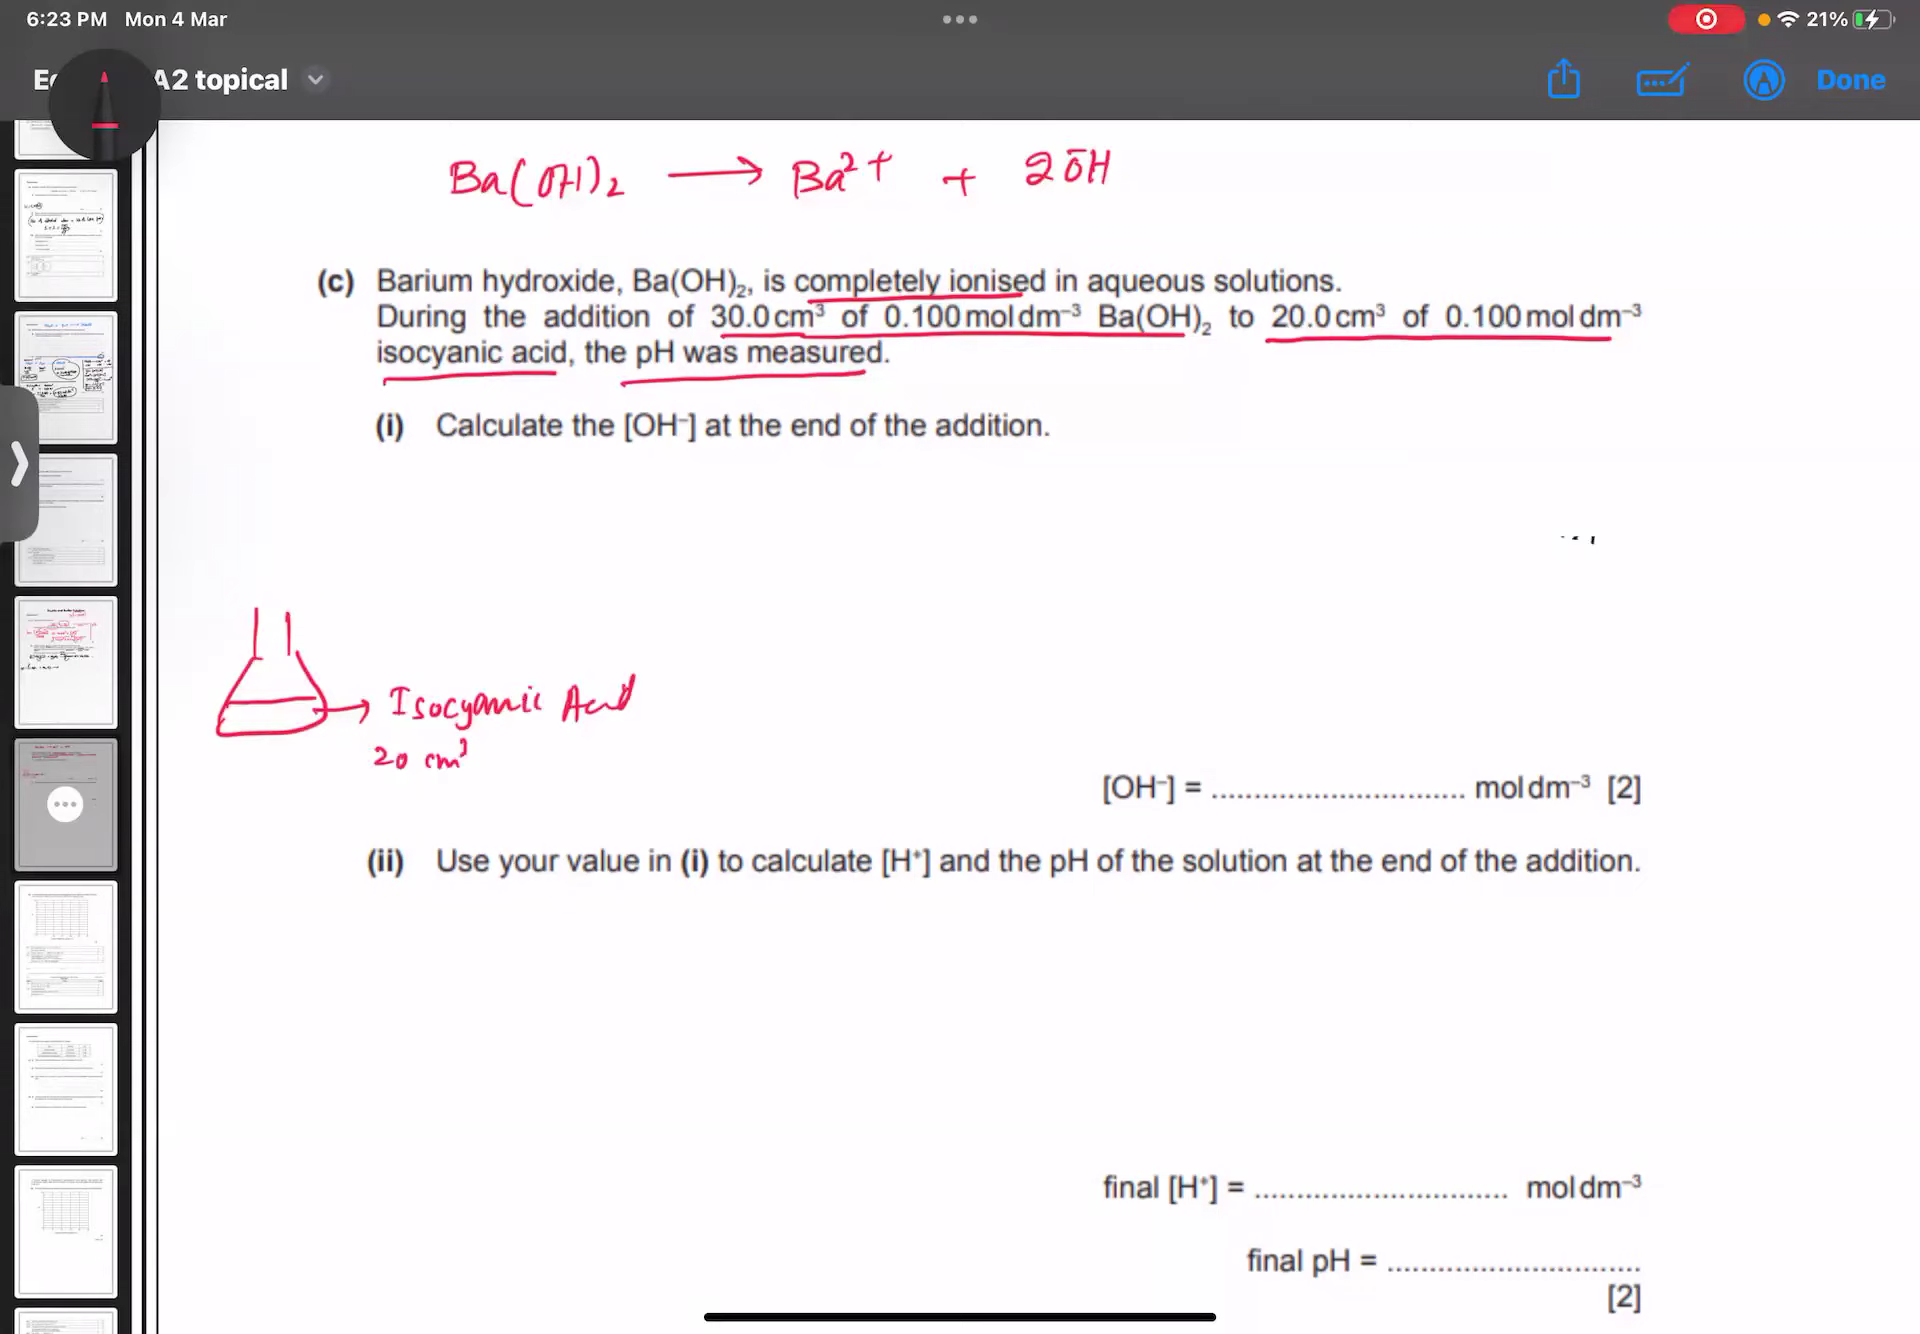 6:23 PM Mon 4 Mar
21%
A2 topical
Done
Ba(OH)₂ → Ba²⁺ + 2ŌH
(c) Barium hydroxide, Ba(OH)₂, is completely ionised in aqueous solutions.
During the addition of 30.0 cm³ of 0.100 mol dm⁻³ Ba(OH)₂ to 20.0 cm³ of 0.100 mol dm⁻³
isocyanic acid, the pH was measured.
(i) Calculate the [OH⁻] at the end of the addition.
→ Isocyanic Acid
20 cm³
[OH⁻] = .............................. mol dm⁻³ [2]
(ii) Use your value in (i) to calculate [H⁺] and the pH of the solution at the end of the addition.
final [H⁺] = .............................. mol dm⁻³
final pH = ..............................
[2]